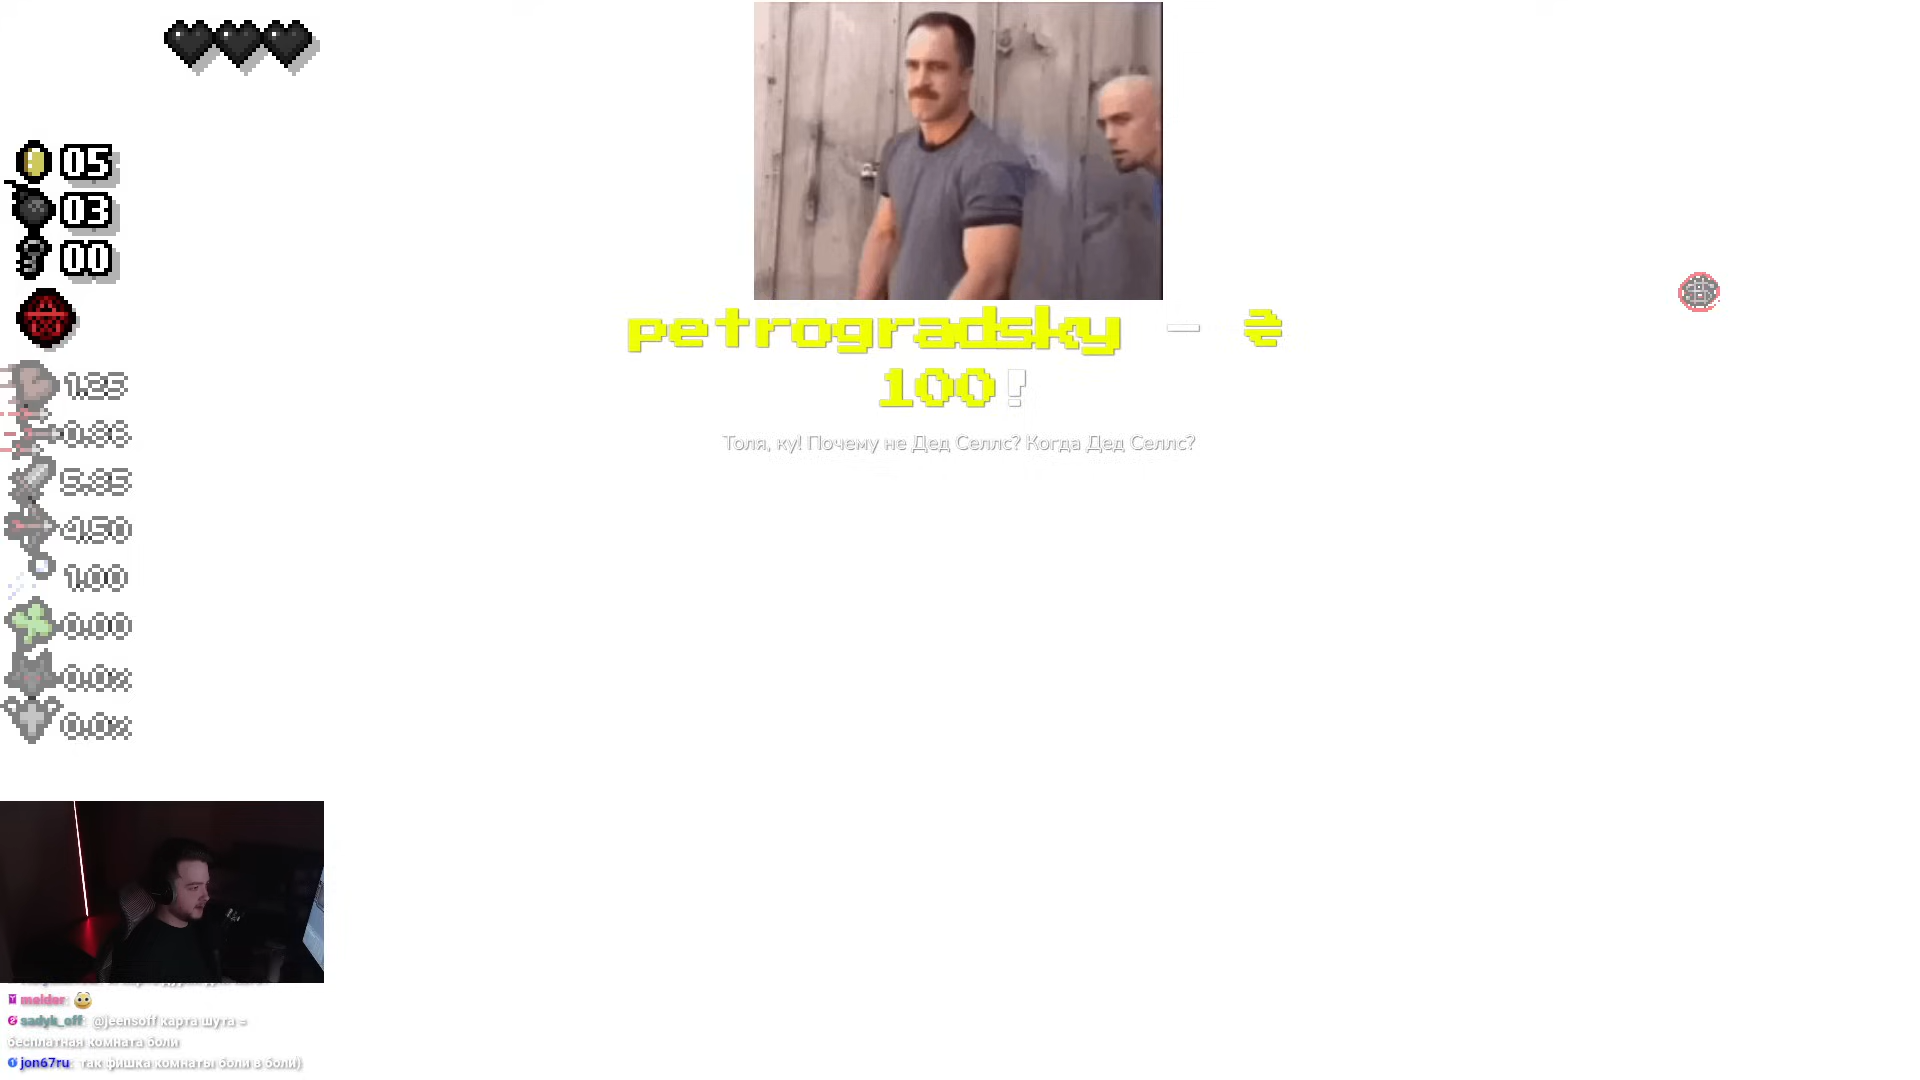 05
03
00
1.35
0.88
5.85
4.50
1.00
0.00
0.0%
0.0%
petrogradsky - ₴
100!
Толя, ку! Почему не Дед Селлс? Когда Дед Селлс?
melder:
sadyk_off: @jeensoff карта шута =
бесплатная комната боли
jon67ru: так фишка комнаты боли в боли)